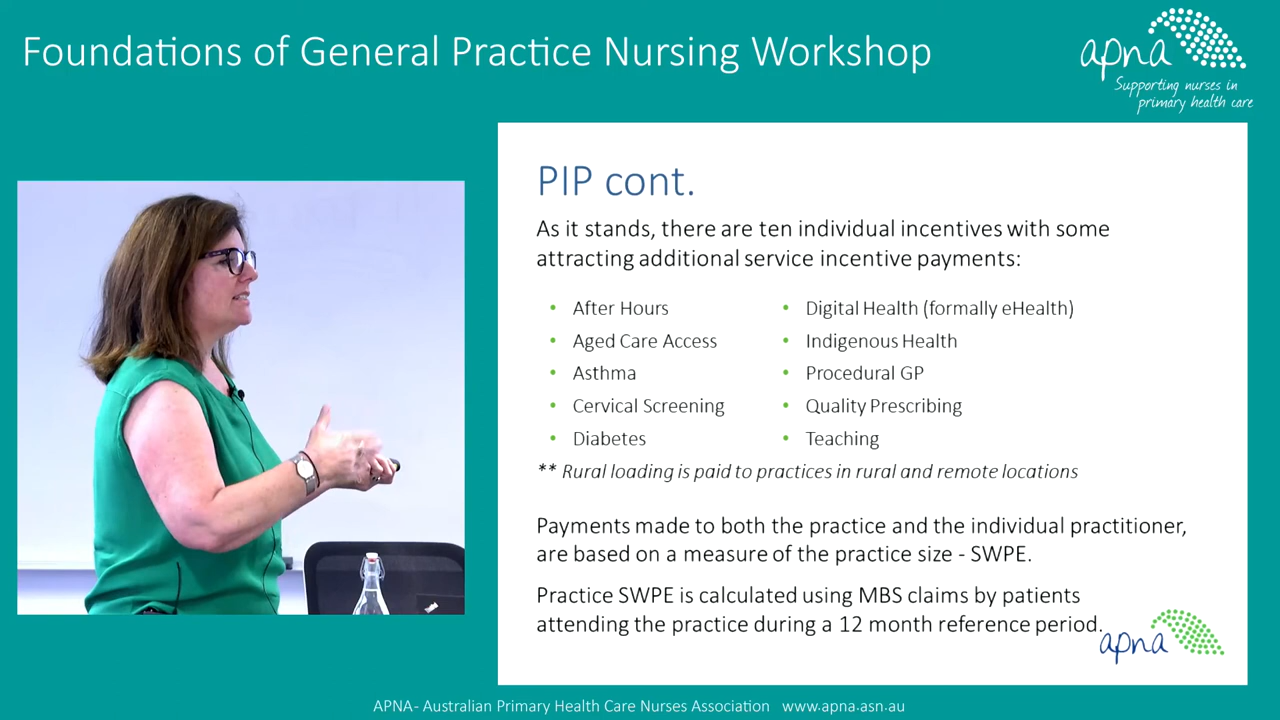 Foundations of General Practice Nursing Workshop
apna
Supporting nurses in
primary health care
PIP cont.
As it stands, there are ten individual incentives with some
attracting additional service incentive payments:
• After Hours
• Aged Care Access
• Asthma
• Cervical Screening
• Diabetes
• Digital Health (formally eHealth)
• Indigenous Health
• Procedural GP
• Quality Prescribing
• Teaching
** Rural loading is paid to practices in rural and remote locations
Payments made to both the practice and the individual practitioner,
are based on a measure of the practice size - SWPE.
Practice SWPE is calculated using MBS claims by patients
attending the practice during a 12 month reference period.
apna
APNA- Australian Primary Health Care Nurses Association www.apna.asn.au